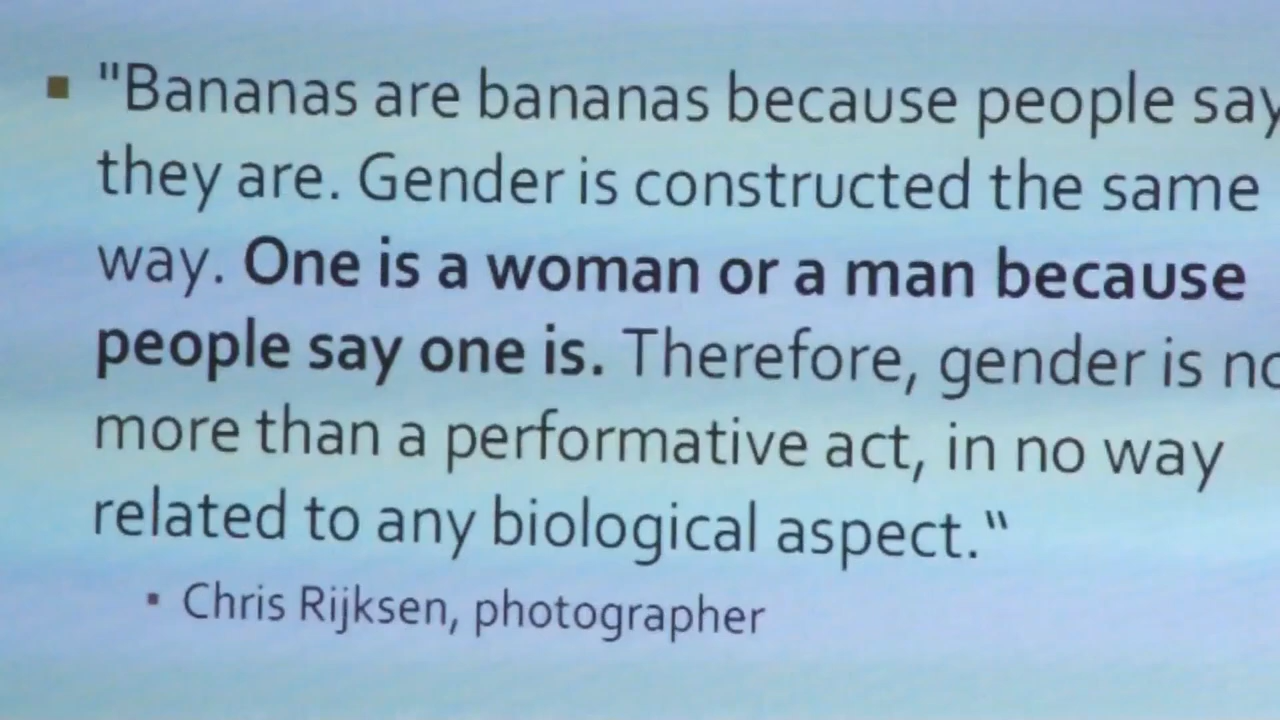 ▪ "Bananas are bananas because people say
they are. Gender is constructed the same
way. One is a woman or a man because
people say one is. Therefore, gender is no
more than a performative act, in no way
related to any biological aspect."
▪ Chris Rijksen, photographer